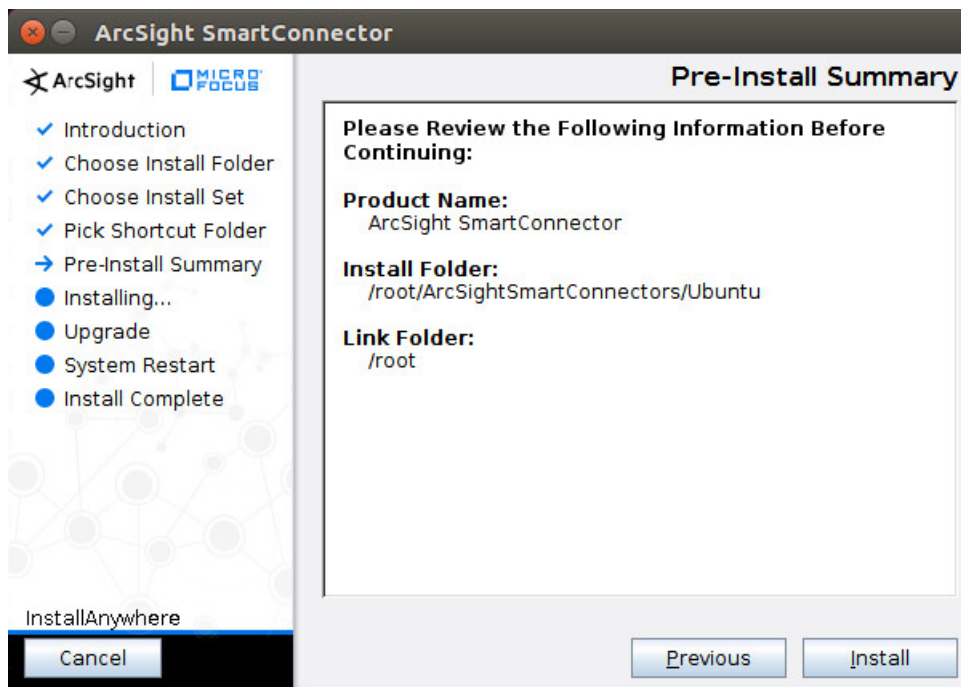 ArcSight SmartConnector
ArcSight
MICRO
FOCUS
Introduction
Choose Install Folder
Choose Install Set
Pick Shortcut Folder
Pre-Install Summary
Installing...
Upgrade
System Restart
Install Complete
InstallAnywhere
Cancel
Pre-Install Summary
Please Review the Following Information Before
Continuing:
Product Name:
ArcSight SmartConnector
Install Folder:
/root/ArcSightSmartConnectors/Ubuntu
Link Folder:
/root
Previous
Install